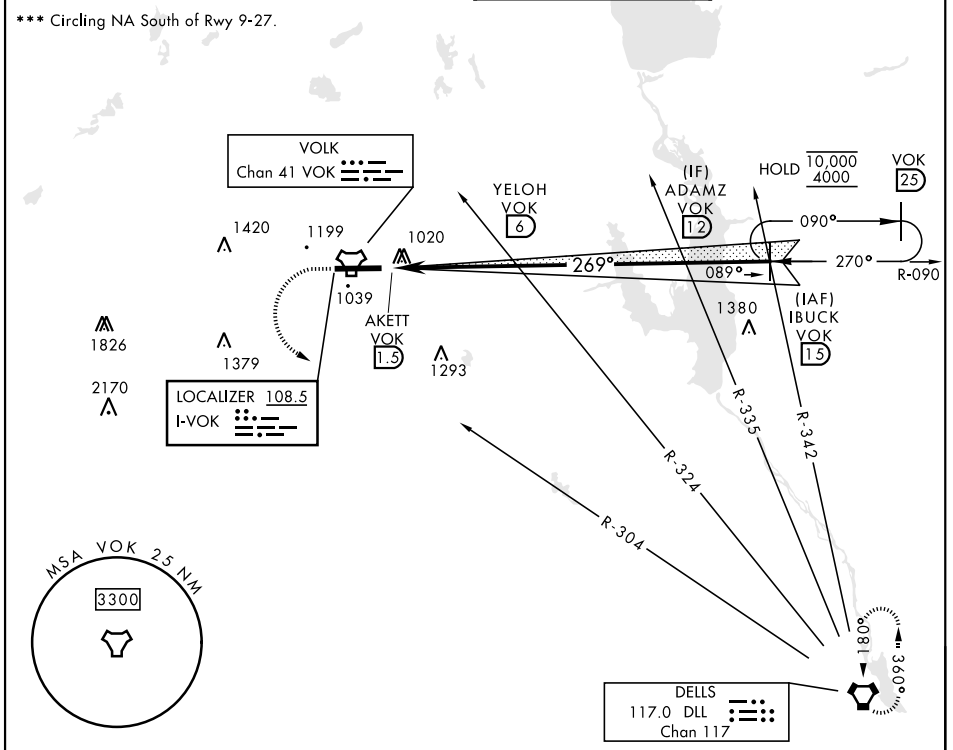 *** Circling NA South of Rwy 9-27.
VOLK
Chan 41 VOK
YELOH
VOK
6
(IF)
ADAMZ
VOK
12
HOLD
10,000
4000
VOK
25
1420
1199
1020
090°
269°
089°
270°
R-090
1039
AKETT
VOK
1.5
1380
(IAF)
IBUCK
VOK
15
1826
1379
1293
2170
LOCALIZER 108.5
I-VOK
R-335
R-342
R-324
R-304
MSA VOK 25 NM
3300
180°
360°
DELLS
117.0 DLL
Chan 117